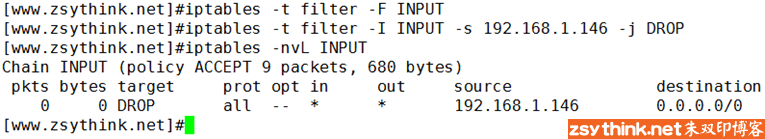 [www.zsythink.net]#iptables -t filter -F INPUT
[www.zsythink.net]#iptables -t filter -I INPUT -s 192.168.1.146 -j DROP
[www.zsythink.net]#iptables -nvL INPUT
Chain INPUT (policy ACCEPT 9 packets, 680 bytes)
 pkts bytes target     prot opt in     out     source               destination
    0     0 DROP       all  --  *      *       192.168.1.146        0.0.0.0/0
[www.zsythink.net]#
zsythink.net朱双印博客